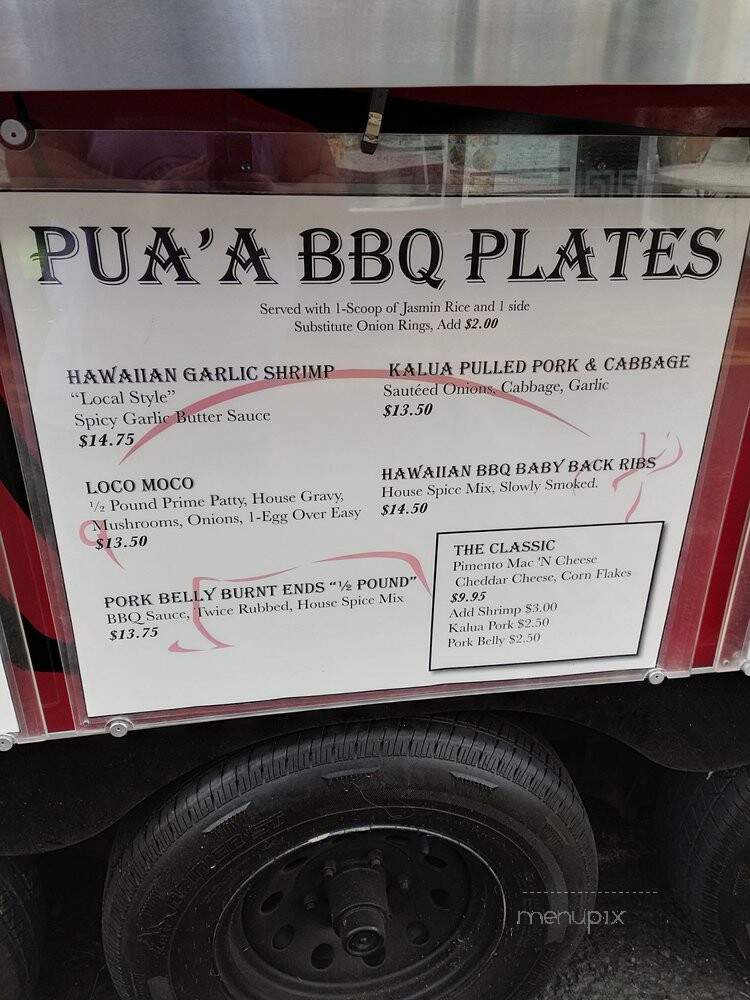 PUA'A BBQ PLATES
Served with 1-Scoop of Jasmin Rice and 1 side
Substitute Onion Rings, Add $2.00
HAWAIIAN GARLIC SHRIMP
"Local Style"
Spicy Garlic Butter Sauce
$14.75
LOCO MOCO
½ Pound Prime Patty, House Gravy,
Mushrooms, Onions, 1-Egg Over Easy
$13.50
PORK BELLY BURNT ENDS "½ POUND"
BBQ Sauce, Twice Rubbed, House Spice Mix
$13.75
KALUA PULLED PORK & CABBAGE
Sautéed Onions, Cabbage, Garlic
$13.50
HAWAIIAN BBQ BABY BACK RIBS
House Spice Mix, Slowly Smoked.
$14.50
THE CLASSIC
Pimento Mac 'N Cheese
Cheddar Cheese, Corn Flakes
$9.95
Add Shrimp $3.00
Kalua Pork $2.50
Pork Belly $2.50
menupix